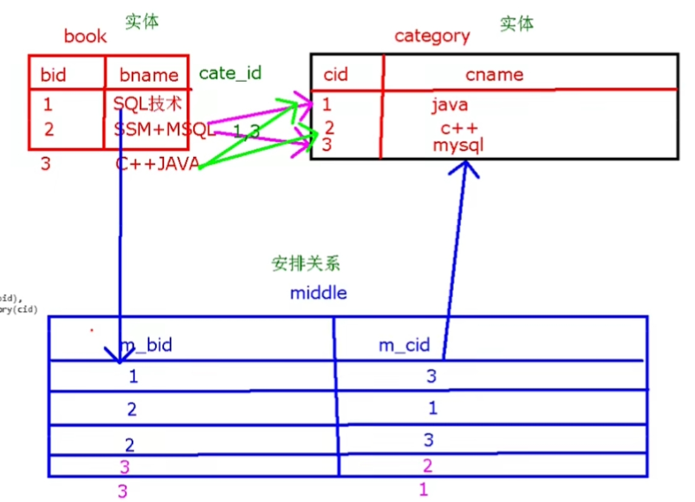 实体
实体
book
category
bid bname cate_id
cid cname
1 SQL技术
1 java
2 SSM+MSQL 1,3
2 c++
3 mysql
3 C++JAVA
安排关系
middle
ary(cid)
m_bid m_cid
1 3
2 1
2 3
3 2
3 1